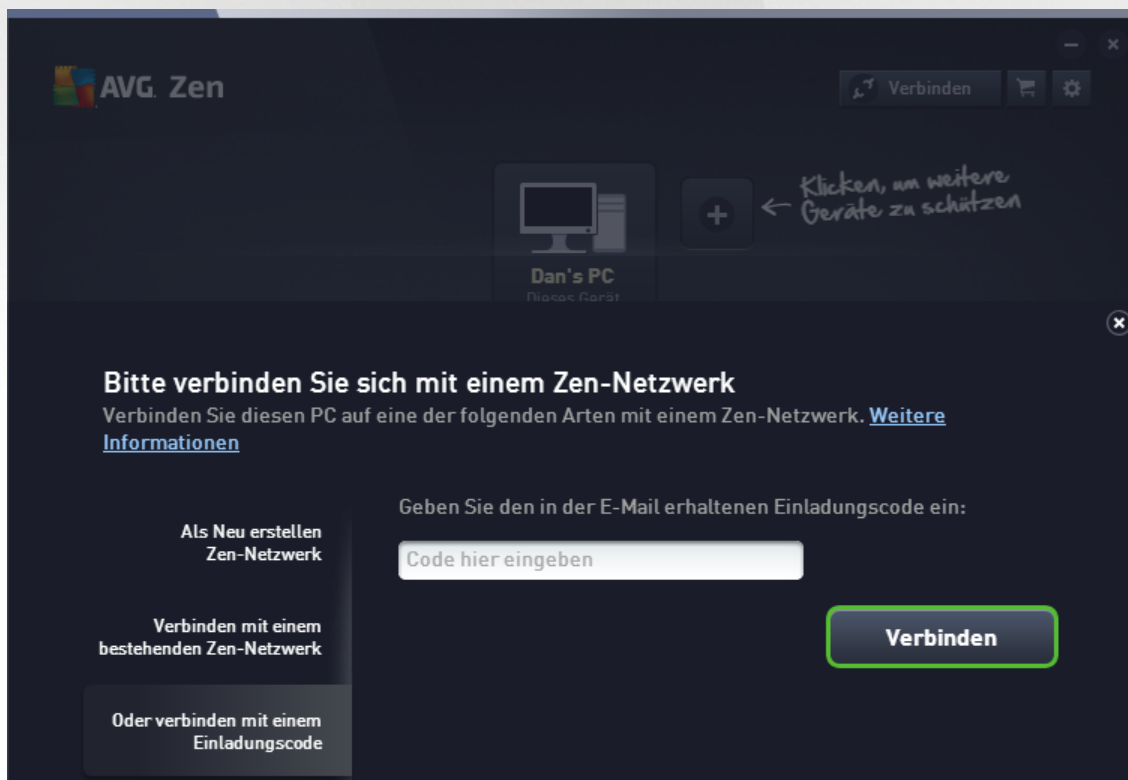 AVG. Zen
Verbinden
Klicken, um weitere
Geräte zu schützen
Dan's PC
Dieses Gerät
Bitte verbinden Sie sich mit einem Zen-Netzwerk
Verbinden Sie diesen PC auf eine der folgenden Arten mit einem Zen-Netzwerk. Weitere
Informationen
Geben Sie den in der E-Mail erhaltenen Einladungscode ein:
Als Neu erstellen
Zen-Netzwerk
Code hier eingeben
Verbinden mit einem
bestehenden Zen-Netzwerk
Verbinden
Oder verbinden mit einem
Einladungscode